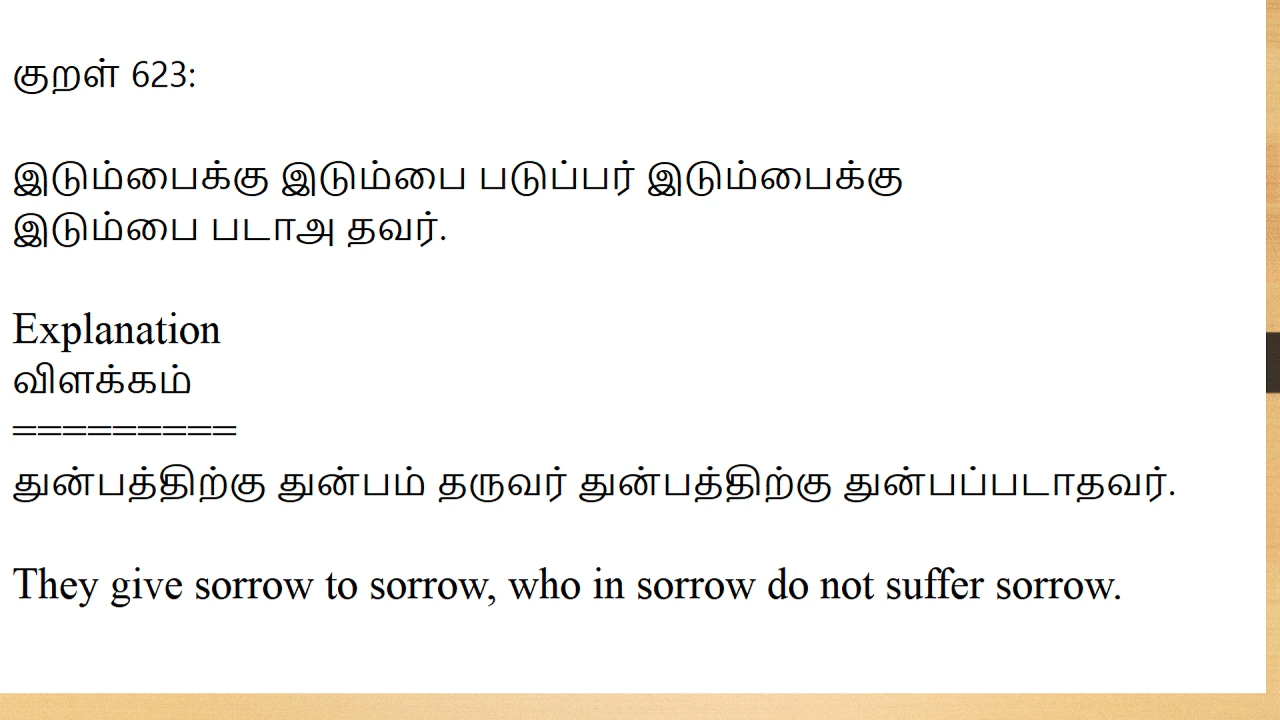 குறள் 623:
இடும்பைக்கு இடும்பை படுப்பர் இடும்பைக்கு
இடும்பை படாஅ தவர்.
Explanation
விளக்கம்
=========
துன்பத்திற்கு துன்பம் தருவர் துன்பத்திற்கு துன்பப்படாதவர்.
They give sorrow to sorrow, who in sorrow do not suffer sorrow.